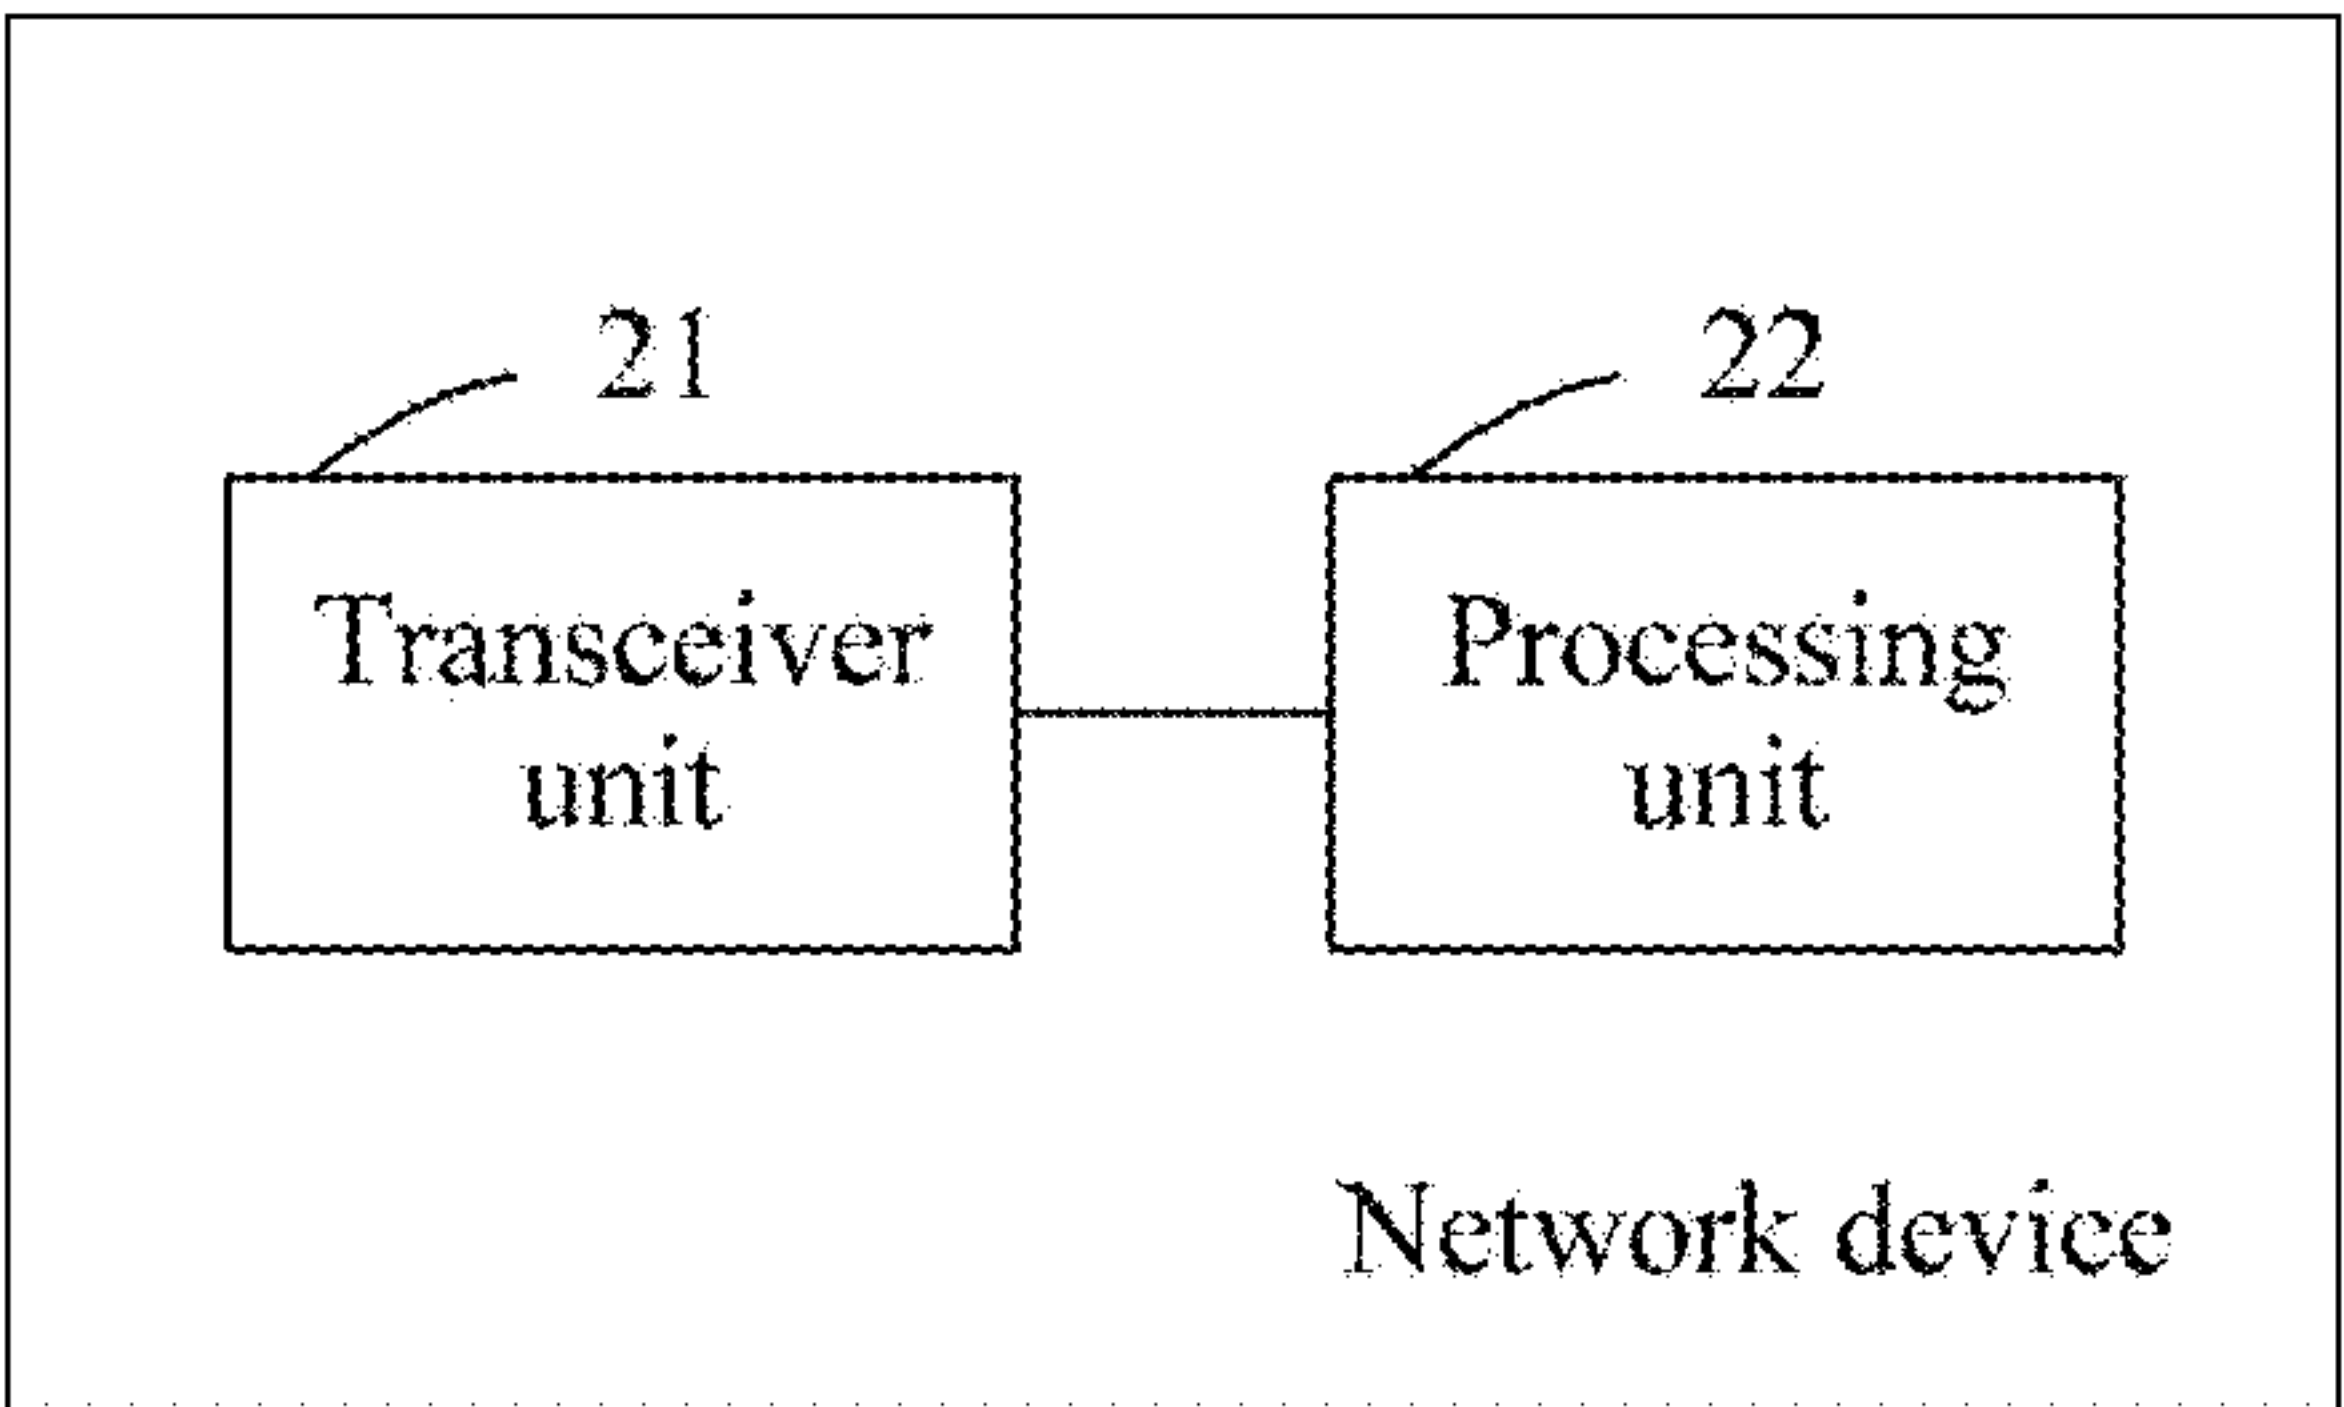 21
22
Transceiver
unit
Processing
unit
Network device